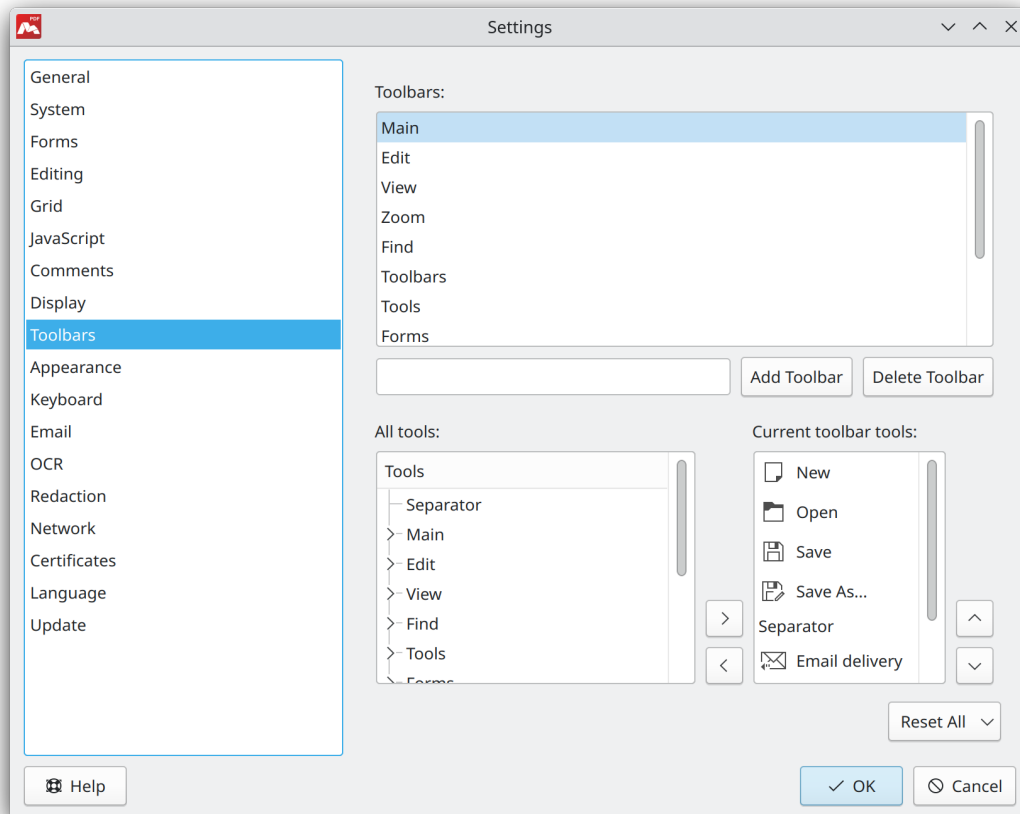 PDF
Settings
General
System
Forms
Editing
Grid
JavaScript
Comments
Display
Toolbars
Appearance
Keyboard
Email
OCR
Redaction
Network
Certificates
Language
Update
Toolbars:
Main
Edit
View
Zoom
Find
Toolbars
Tools
Forms
Add Toolbar
Delete Toolbar
All tools:
Tools
Separator
Main
Edit
View
Find
Tools
Forms
Current toolbar tools:
New
Open
Save
Save As...
Separator
Email delivery
Reset All
Help
OK
Cancel